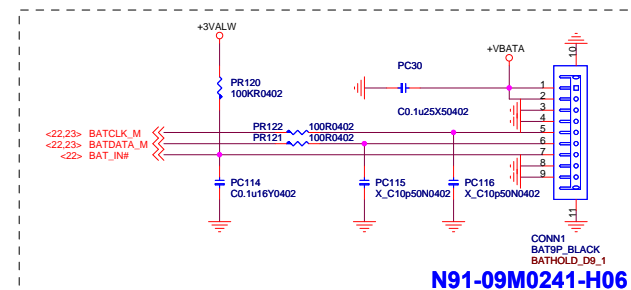 +3VALW
+VBATA
10
PC30
PR120
100KR0402
C0.1u25X50402
1
2
3
4
5
6
7
8
9
<22,23> BATCLK_M
PR122
100R0402
<22,23> BATDATA_M
PR121
100R0402
<22> BAT_IN#
PC114
C0.1u16Y0402
PC115
X_C10p50N0402
PC116
X_C10p50N0402
11
CONN1
BAT9P_BLACK
BATHOLD_D9_1
N91-09M0241-H06